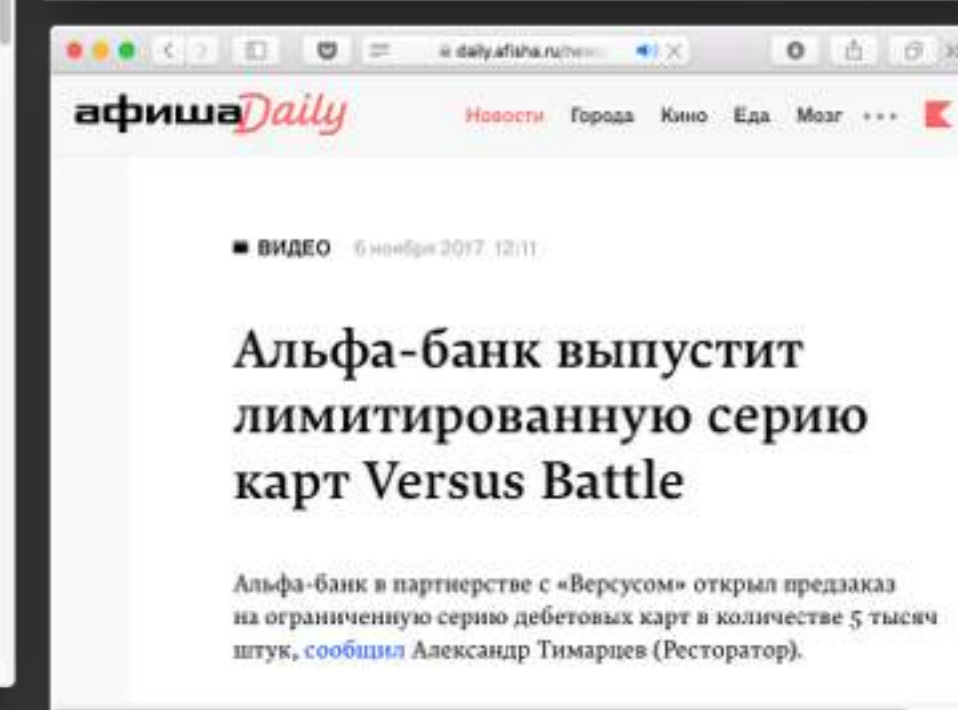 daily.afisha.ru/news
афиша Daily
Новости Города Кино Еда Мозг
ВИДЕО 6 ноября 2017 12:11
Альфа-банк выпустит
лимитированную серию
карт Versus Battle
Альфа-банк в партнерстве с «Версусом» открыл предзаказ
на ограниченную серию дебетовых карт в количестве 5 тысяч
штук, сообщил Александр Тимарцев (Ресторатор).